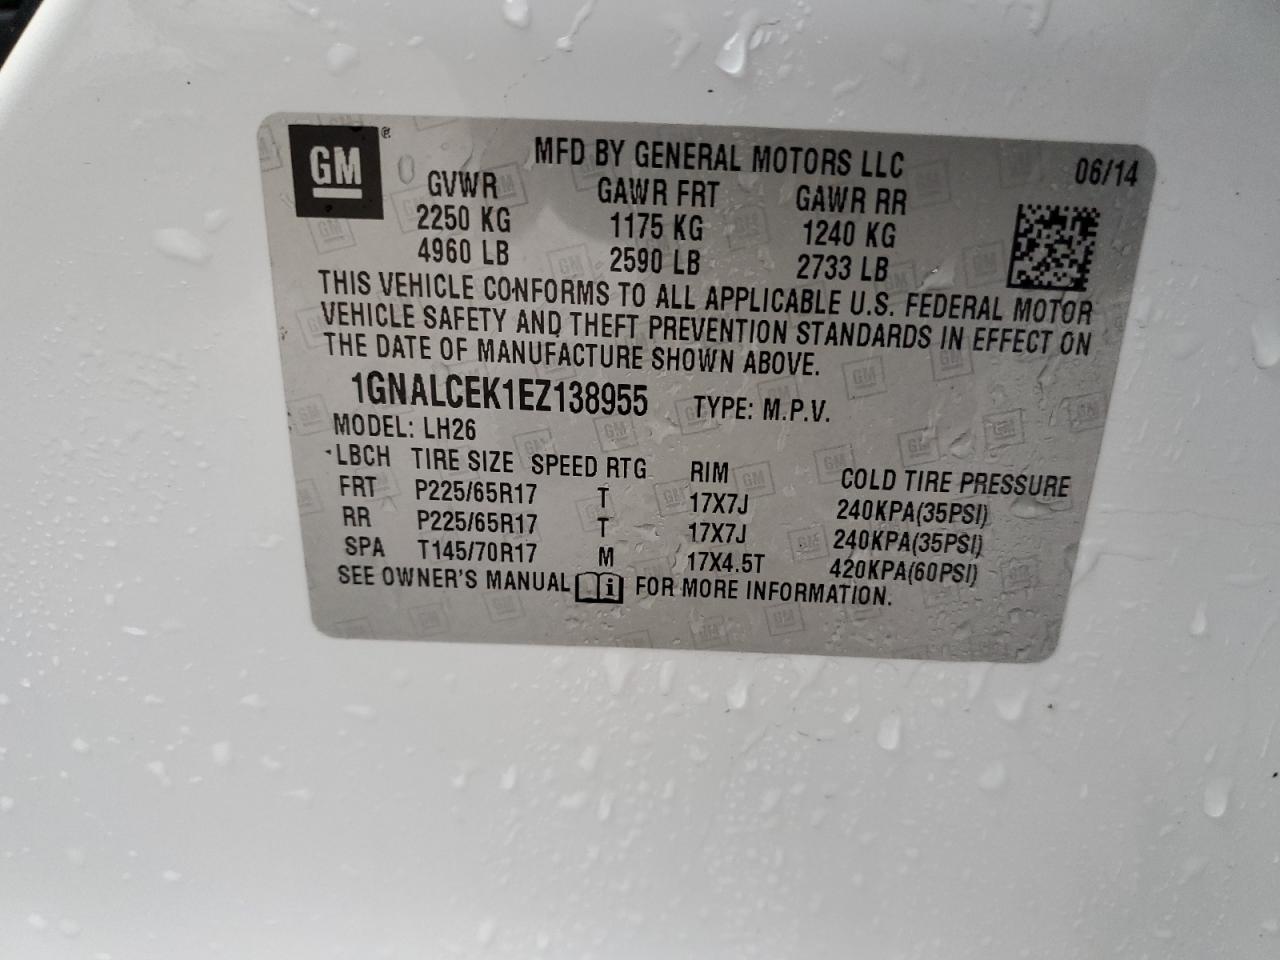 GM®
MFD BY GENERAL MOTORS LLC 06/14
GVWR GAWR FRT GAWR RR
2250 KG 1175 KG 1240 KG
4960 LB 2590 LB 2733 LB
THIS VEHICLE CONFORMS TO ALL APPLICABLE U.S. FEDERAL MOTOR
VEHICLE SAFETY AND THEFT PREVENTION STANDARDS IN EFFECT ON
THE DATE OF MANUFACTURE SHOWN ABOVE.
1GNALCEK1EZ138955 TYPE: M.P.V.
MODEL: LH26
LBCH TIRE SIZE SPEED RTG RIM COLD TIRE PRESSURE
FRT P225/65R17 T 17X7J 240KPA(35PSI)
RR P225/65R17 T 17X7J 240KPA(35PSI)
SPA T145/70R17 M 17X4.5T 420KPA(60PSI)
SEE OWNER'S MANUAL i FOR MORE INFORMATION.